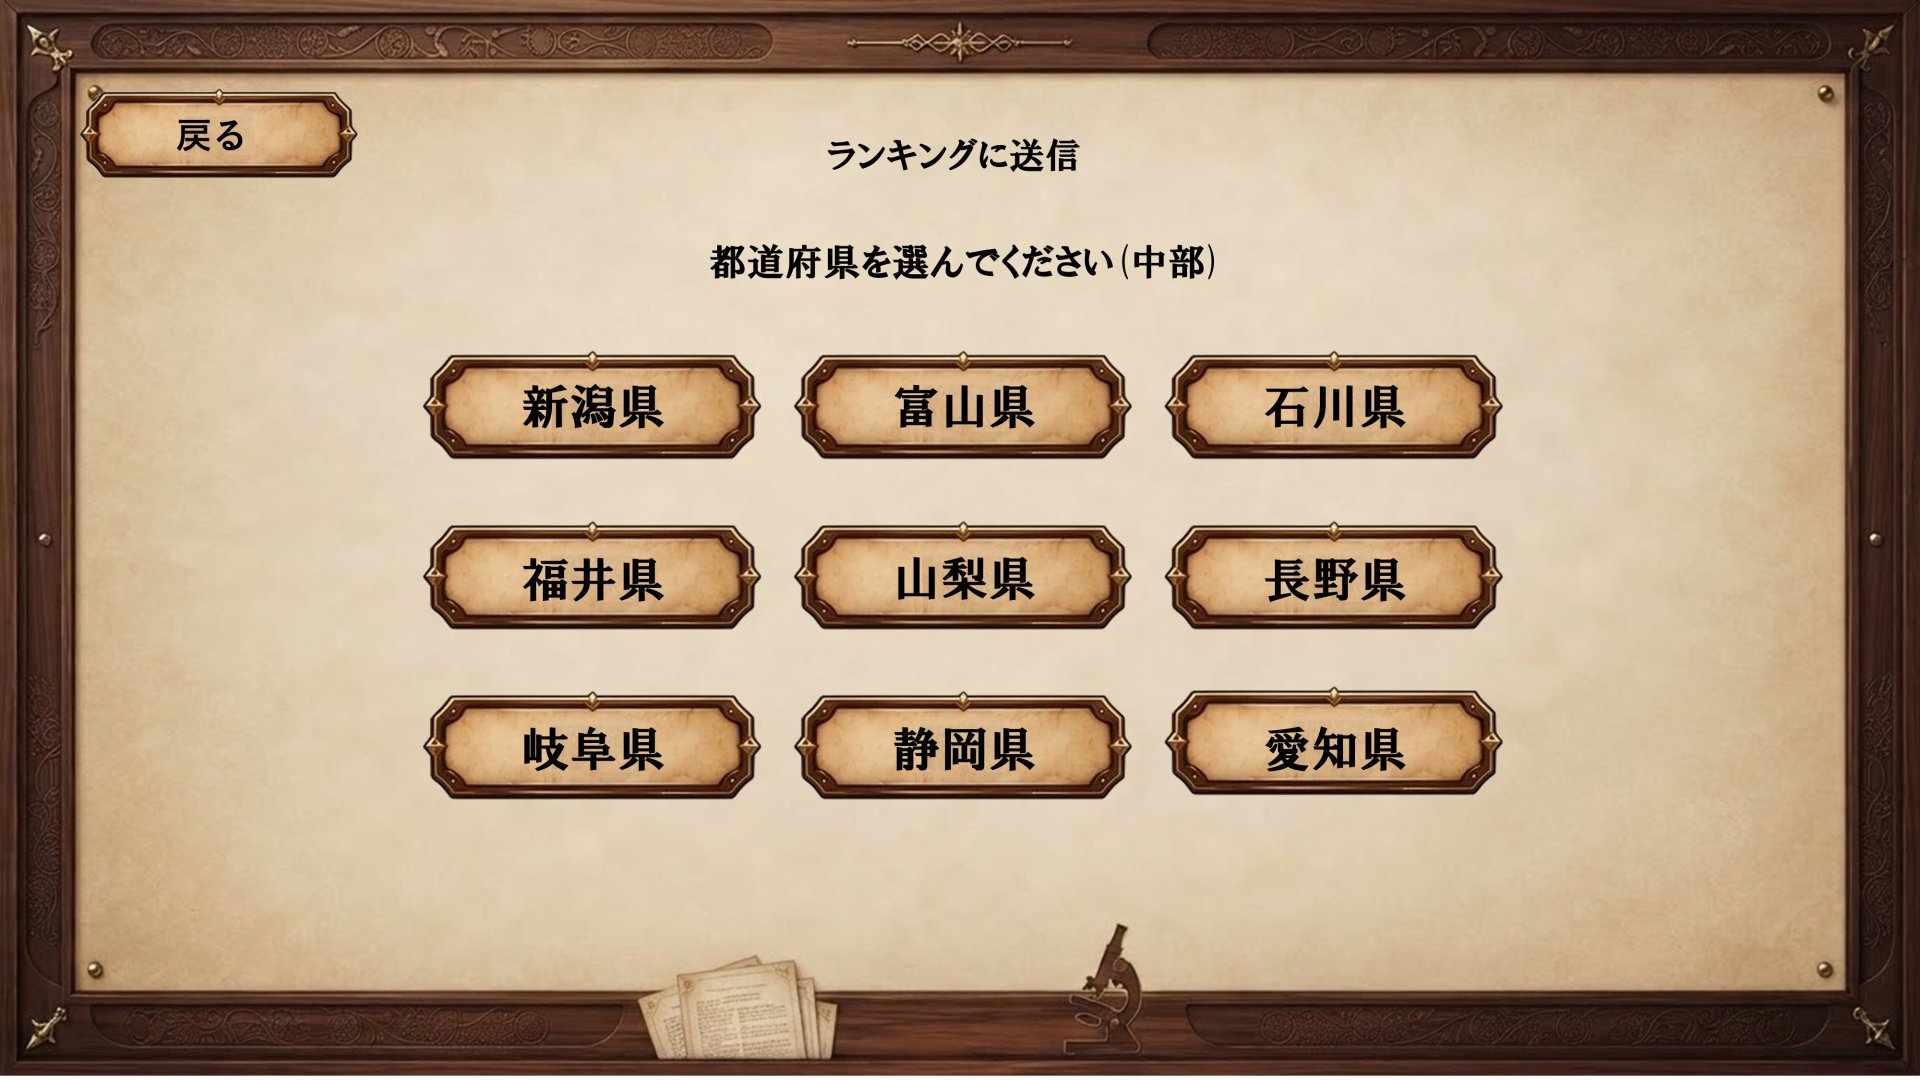 戻る
ランキングに送信
都道府県を選んでください(中部)
新潟県 富山県 石川県
福井県 山梨県 長野県
岐阜県 静岡県 愛知県